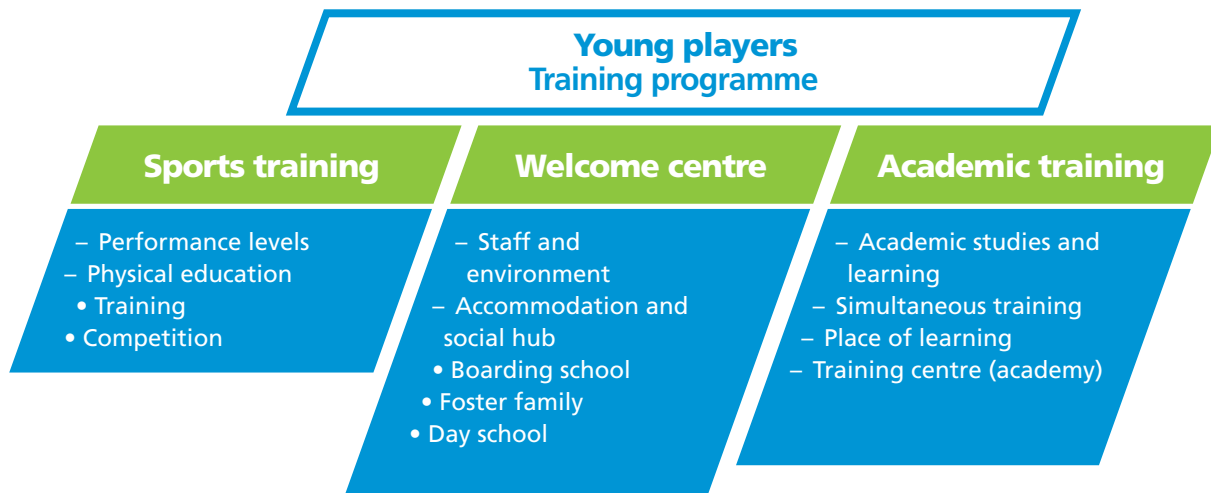 Young players
Training programme
Sports training
– Performance levels
– Physical education
• Training
• Competition
Welcome centre
– Staff and
environment
– Accommodation and
social hub
• Boarding school
• Foster family
• Day school
Academic training
– Academic studies and
learning
– Simultaneous training
– Place of learning
– Training centre (academy)